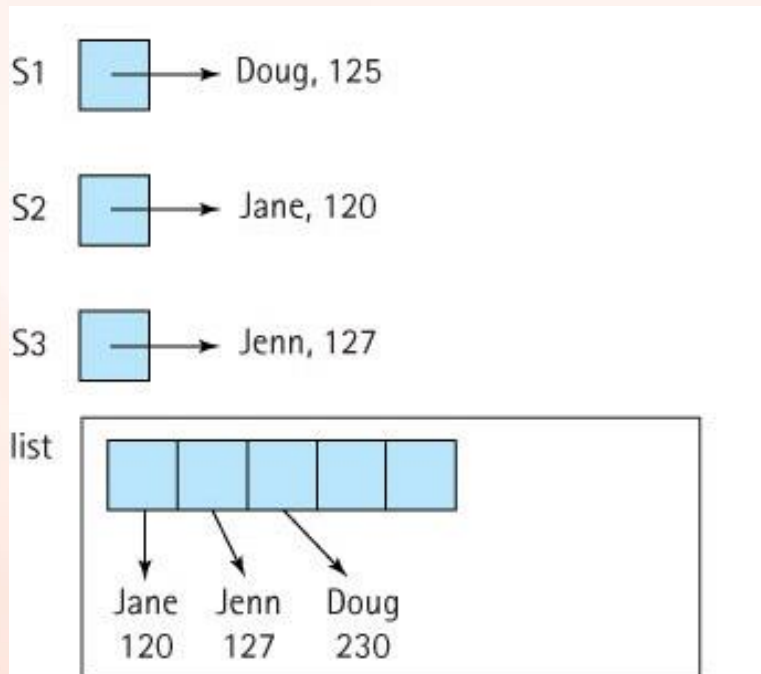 S1 Doug, 125
S2 Jane, 120
S3 Jenn, 127
list
Jane Jenn Doug
120 127 230